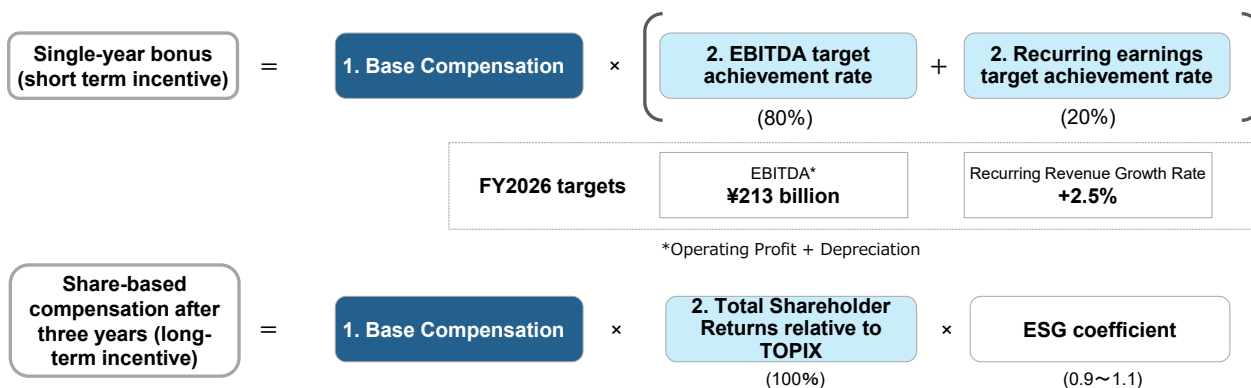 Single-year bonus
(short term incentive)
=
1. Base Compensation
×
2. EBITDA target
achievement rate
(80%)
+
2. Recurring earnings
target achievement rate
(20%)
FY2026 targets
EBITDA*
¥213 billion
Recurring Revenue Growth Rate
+2.5%
*Operating Profit + Depreciation
Share-based
compensation after
three years (long-
term incentive)
=
1. Base Compensation
×
2. Total Shareholder
Returns relative to
TOPIX
(100%)
×
ESG coefficient
(0.9～1.1)